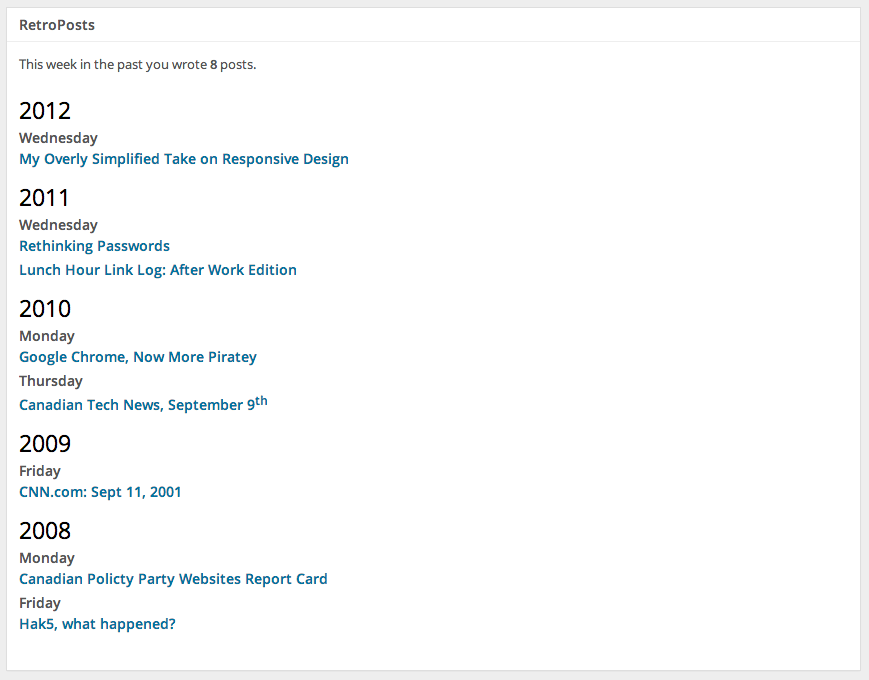 RetroPosts
This week in the past you wrote 8 posts.
2012
Wednesday
My Overly Simplified Take on Responsive Design
2011
Wednesday
Rethinking Passwords
Lunch Hour Link Log: After Work Edition
2010
Monday
Google Chrome, Now More Piratey
Thursday
Canadian Tech News, September 9th
2009
Friday
CNN.com: Sept 11, 2001
2008
Monday
Canadian Policty Party Websites Report Card
Friday
Hak5, what happened?